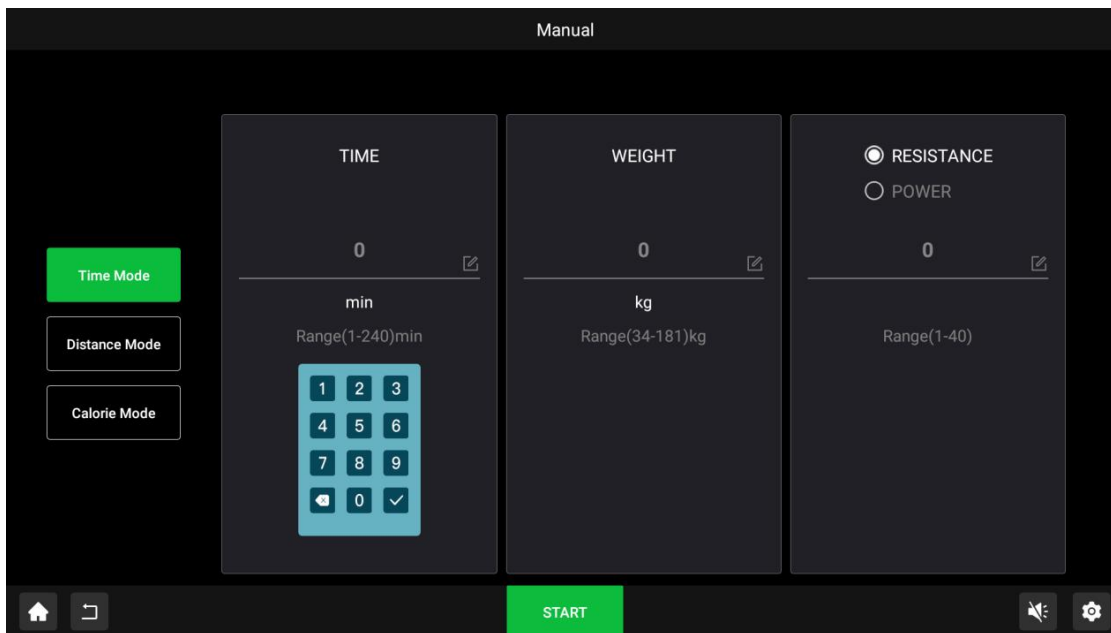 Manual
Time Mode
Distance Mode
Calorie Mode
TIME
0
min
Range(1-240)min
1 2 3
4 5 6
7 8 9
0
WEIGHT
0
kg
Range(34-181)kg
RESISTANCE
POWER
0
Range(1-40)
START